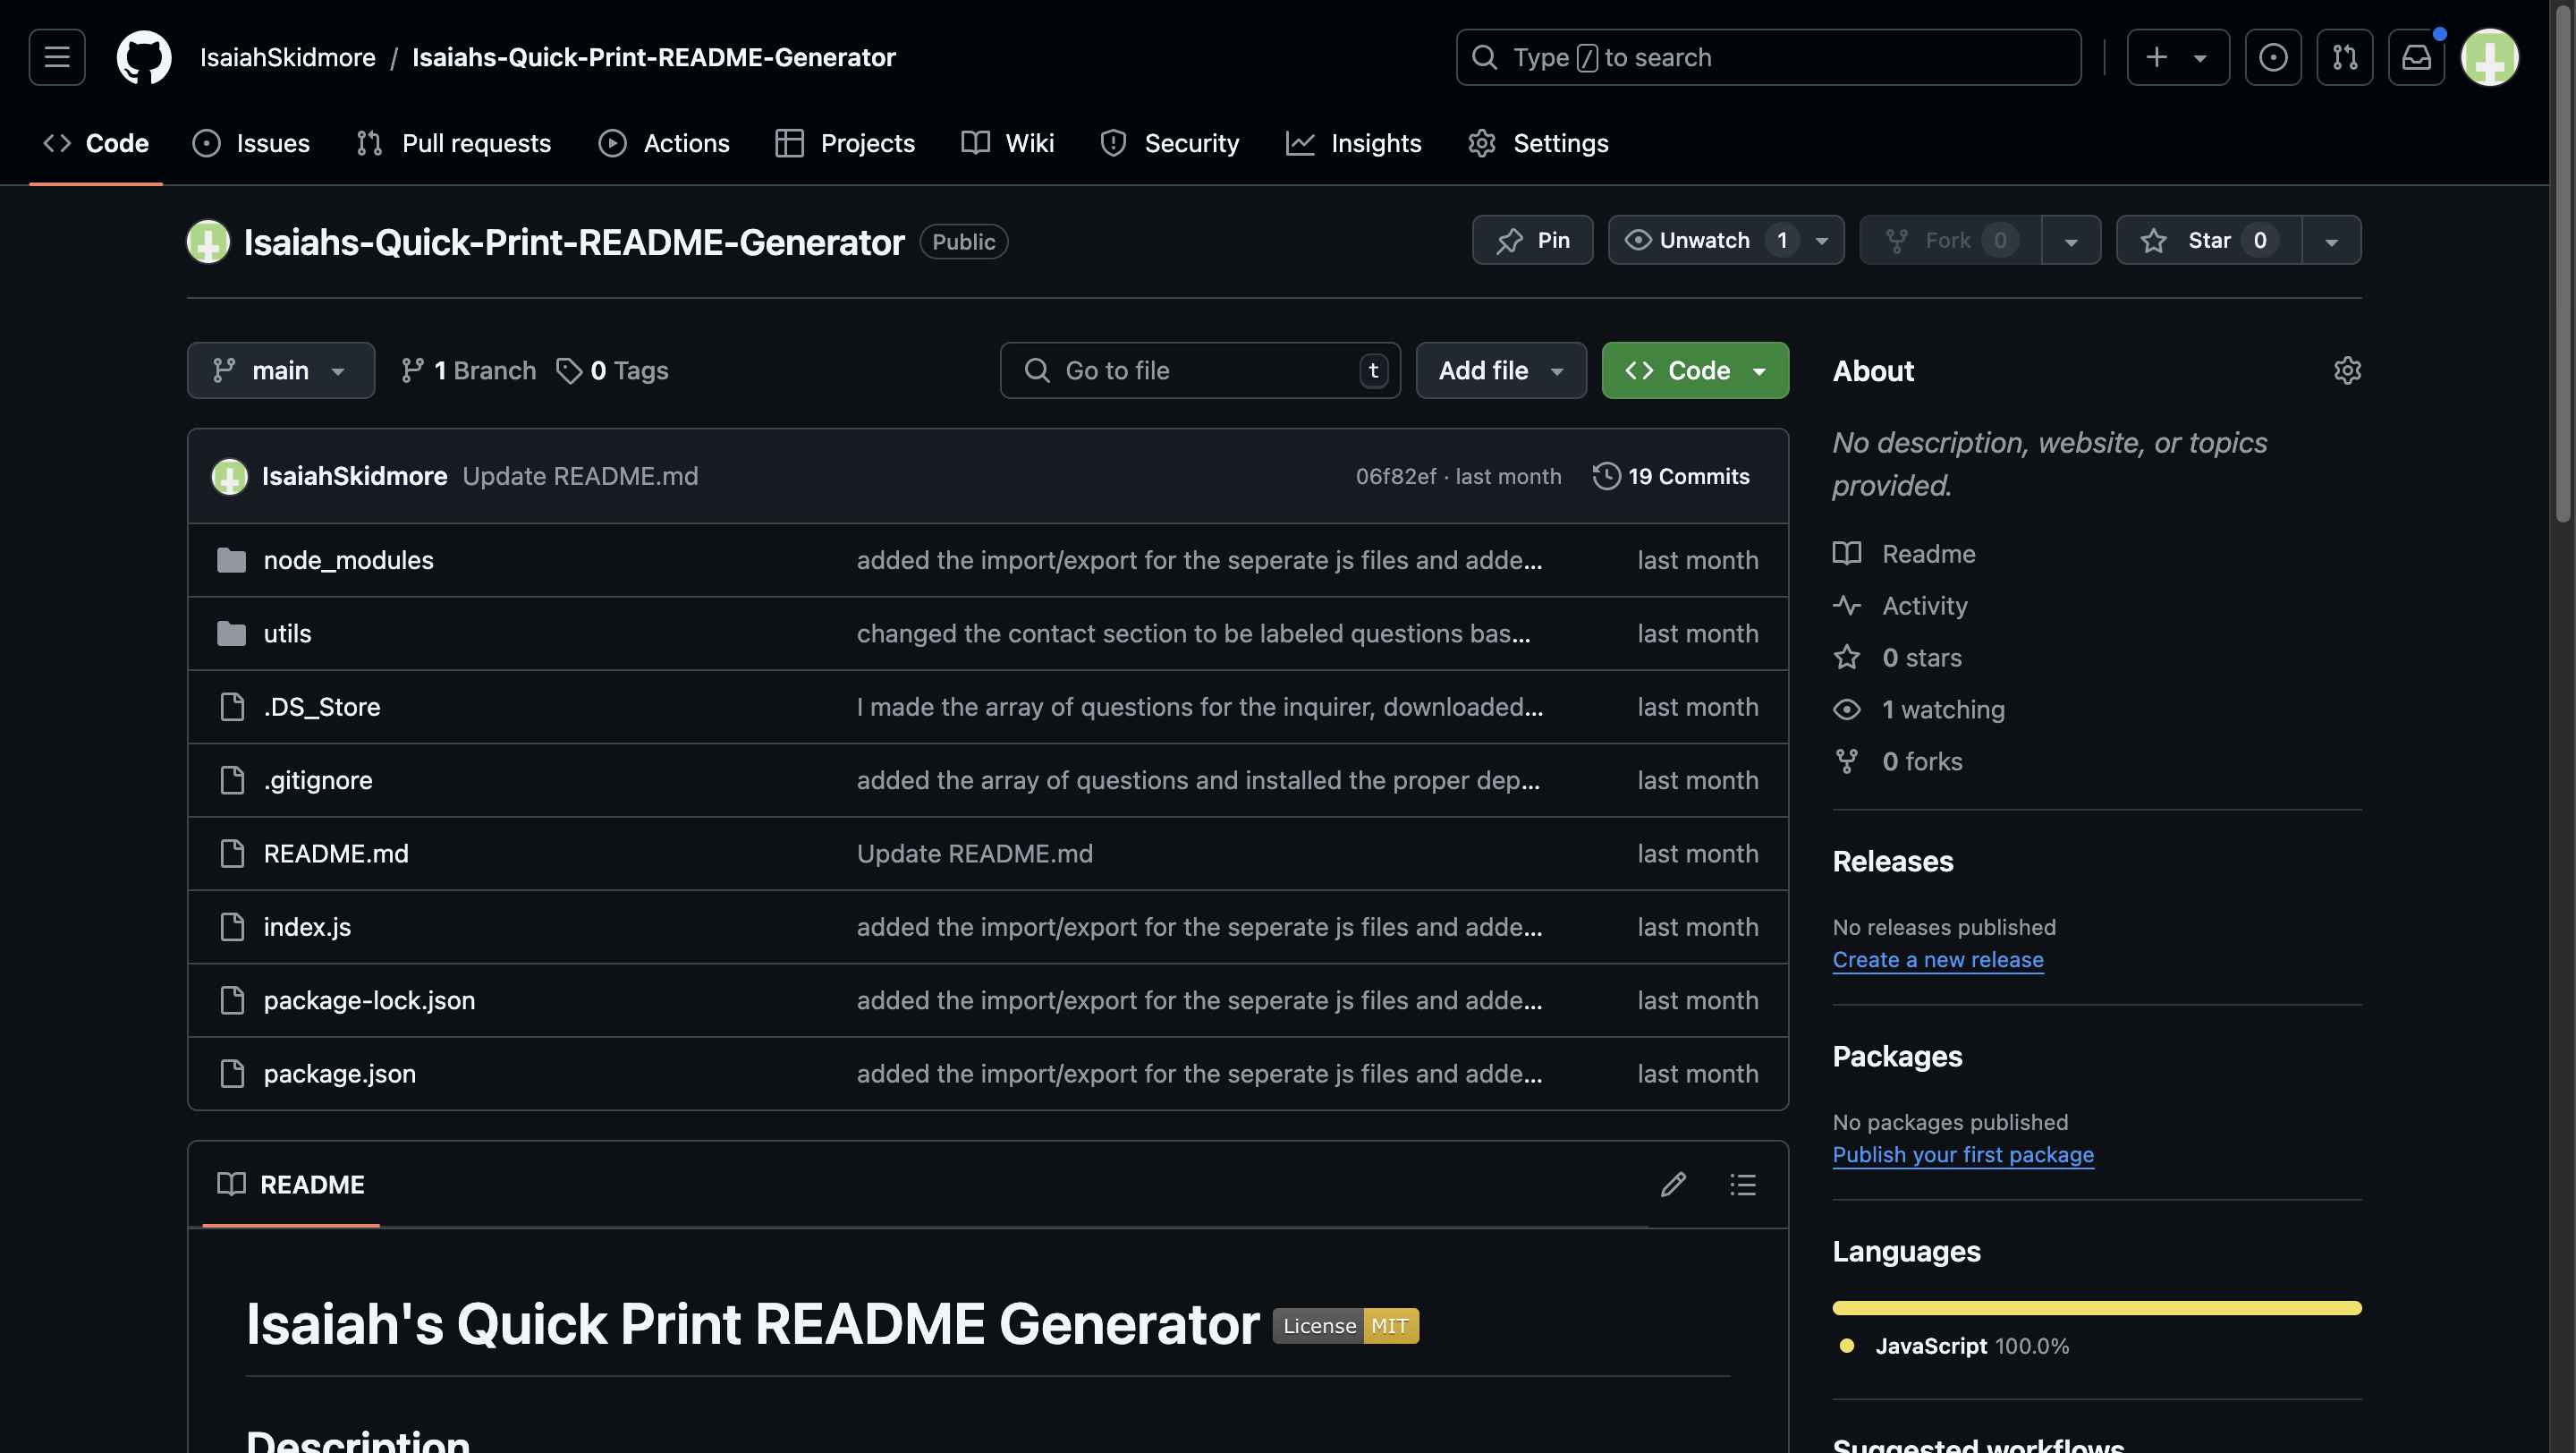 IsaiahSkidmore / Isaiahs-Quick-Print-README-Generator
Type / to search
Code Issues Pull requests Actions Projects Wiki Security Insights Settings
Isaiahs-Quick-Print-README-Generator Public
Pin Unwatch 1 Fork 0 Star 0
main 1 Branch 0 Tags Go to file t Add file Code
IsaiahSkidmore Update README.md 06f82ef · last month 19 Commits
node_modules added the import/export for the seperate js files and adde... last month
utils changed the contact section to be labeled questions bas... last month
.DS_Store I made the array of questions for the inquirer, downloaded... last month
.gitignore added the array of questions and installed the proper dep... last month
README.md Update README.md last month
index.js added the import/export for the seperate js files and adde... last month
package-lock.json added the import/export for the seperate js files and adde... last month
package.json added the import/export for the seperate js files and adde... last month
README
Isaiah's Quick Print README Generator License MIT
Description
About
No description, website, or topics
provided.
Readme
Activity
0 stars
1 watching
0 forks
Releases
No releases published
Create a new release
Packages
No packages published
Publish your first package
Languages
JavaScript 100.0%
Suggested workflows